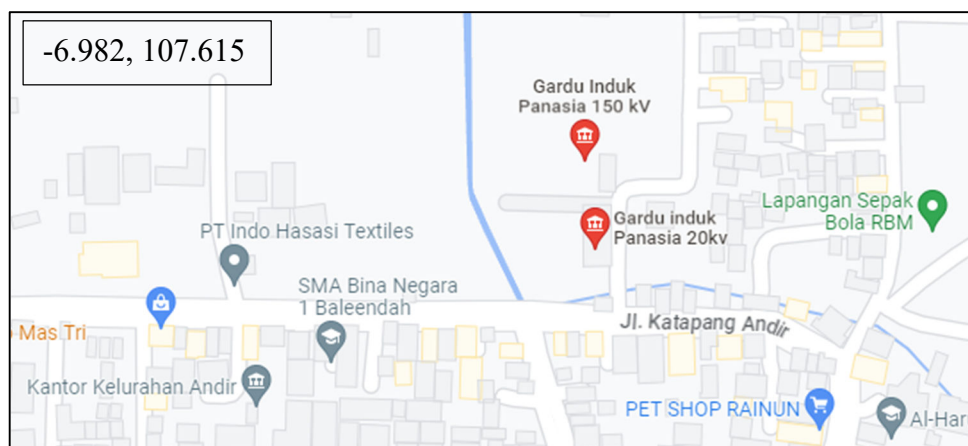 -6.982, 107.615
Gardu Induk
Panasia 150 kV
Lapangan Sepak
Bola RBM
Gardu induk
Panasia 20kv
PT Indo Hasasi Textiles
SMA Bina Negara
1 Baleendah
Jl. Katapang Andir
Mas Tri
Kantor Kelurahan Andir
PET SHOP RAINUN
Al-Har